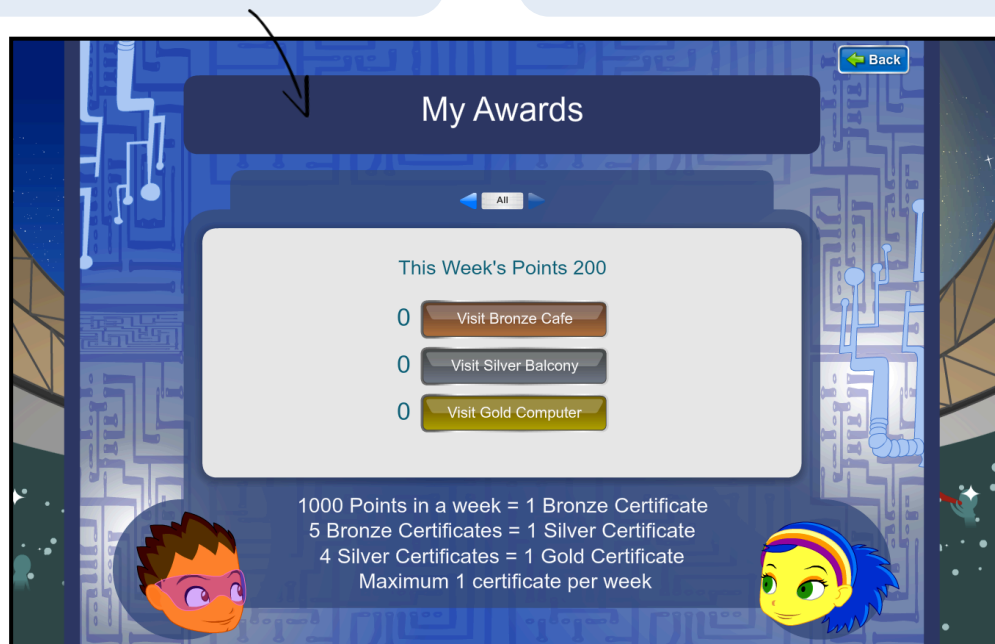 Back
My Awards
All
This Week's Points 200
0 Visit Bronze Cafe
0 Visit Silver Balcony
0 Visit Gold Computer
1000 Points in a week = 1 Bronze Certificate
5 Bronze Certificates = 1 Silver Certificate
4 Silver Certificates = 1 Gold Certificate
Maximum 1 certificate per week